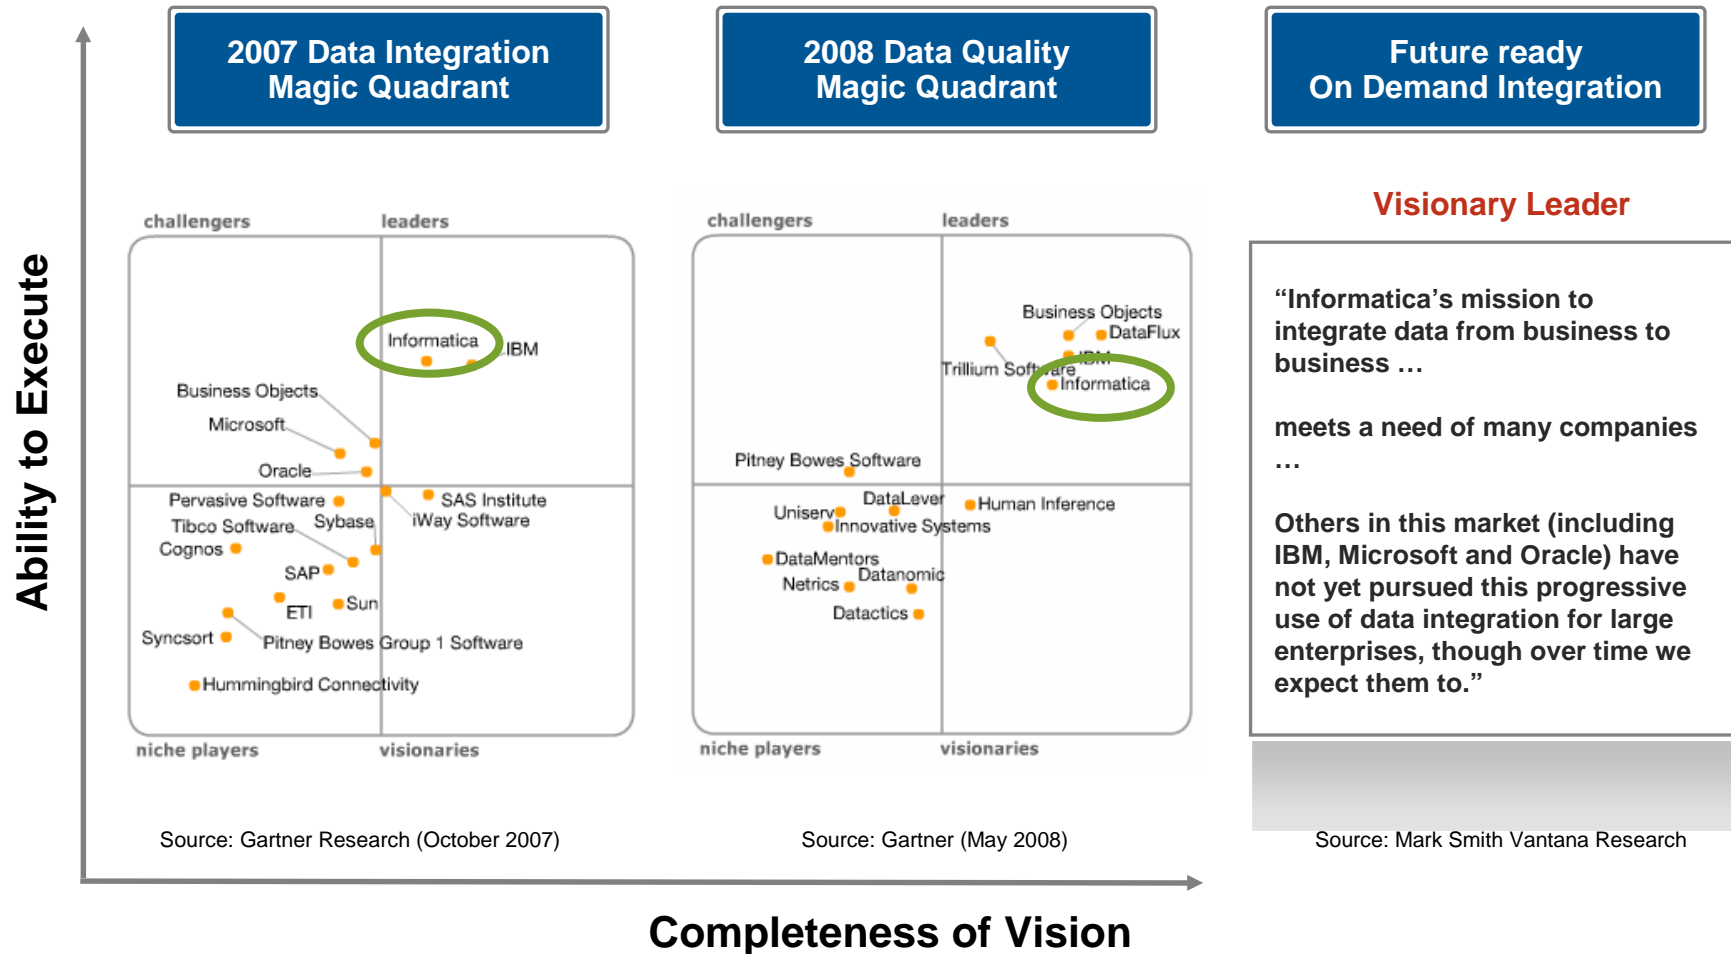 2007 Data Integration
Magic Quadrant
2008 Data Quality
Magic Quadrant
Future ready
On Demand Integration
Ability to Execute
challengers
leaders
Informatica
IBM
Business Objects
Microsoft
Oracle
Pervasive Software
SAS Institute
Tibco Software
Sybase
iWay Software
Cognos
SAP
ETI
Sun
Syncsort
Pitney Bowes Group 1 Software
Hummingbird Connectivity
niche players
visionaries
Source: Gartner Research (October 2007)
challengers
leaders
Business Objects
DataFlux
IBM
Trillium Software
Informatica
Pitney Bowes Software
DataLever
Human Inference
Uniserv
Innovative Systems
DataMentors
Datanomic
Netrics
Datactics
niche players
visionaries
Source: Gartner (May 2008)
Visionary Leader
“Informatica’s mission to
integrate data from business to
business …
meets a need of many companies
…
Others in this market (including
IBM, Microsoft and Oracle) have
not yet pursued this progressive
use of data integration for large
enterprises, though over time we
expect them to.”
Source: Mark Smith Vantana Research
Completeness of Vision